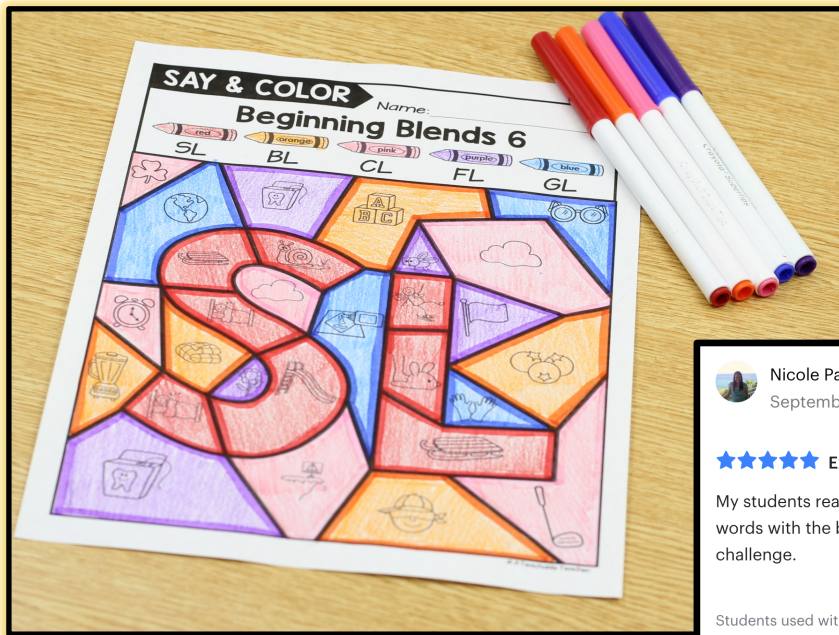 SAY & COLOR
Name:
Beginning Blends 6
red
orange
pink
purple
blue
SL
BL
CL
FL
GL
A
B C
Nicole Pa
Septemb
E
My students rea
words with the b
challenge.
Students used wit